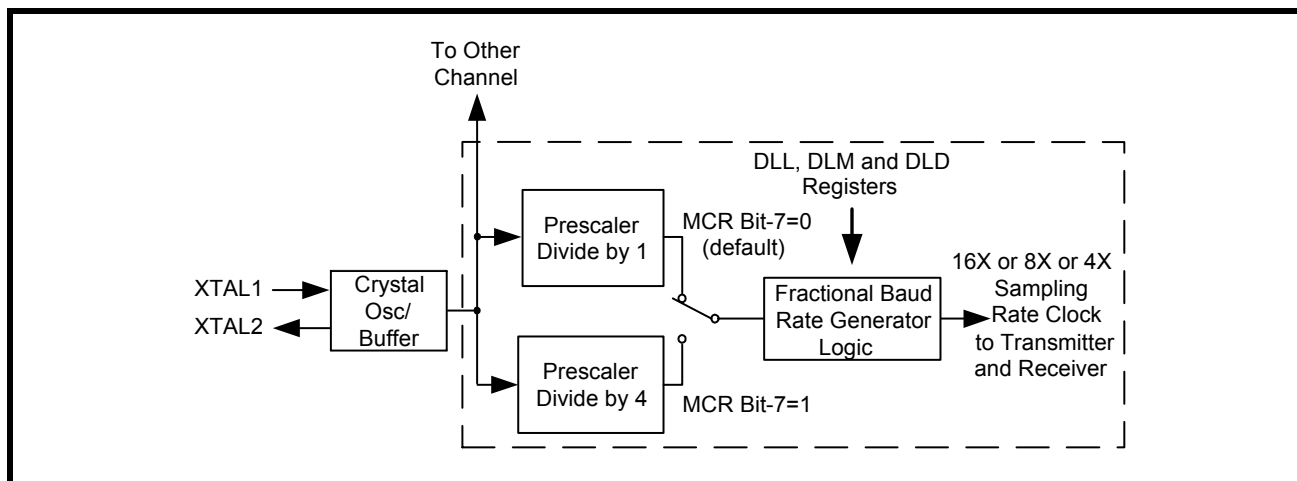 To Other
Channel
DLL, DLM and DLD
Registers
Prescaler
Divide by 1
MCR Bit-7=0
(default)
16X or 8X or 4X
Sampling
Rate Clock
to Transmitter
and Receiver
XTAL1
XTAL2
Crystal
Osc/
Buffer
Fractional Baud
Rate Generator
Logic
Prescaler
Divide by 4
MCR Bit-7=1